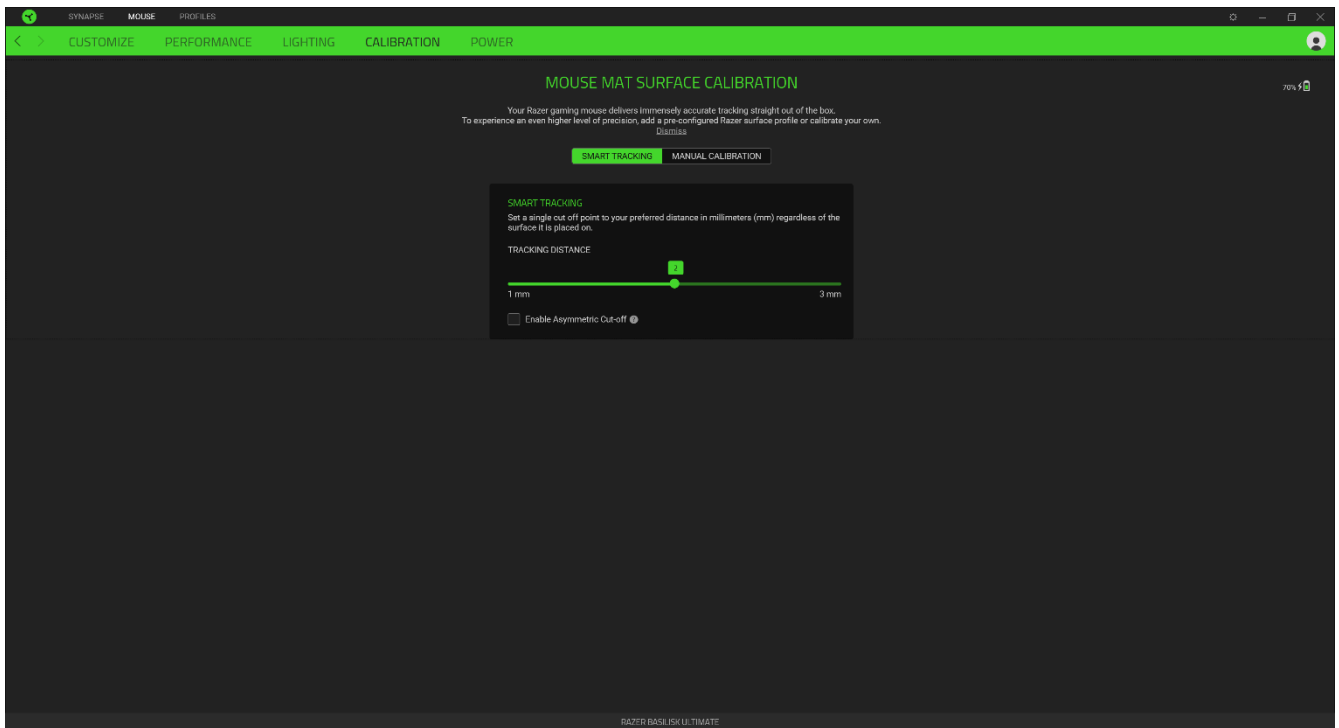 SYNAPSE MOUSE PROFILES
CUSTOMIZE PERFORMANCE LIGHTING CALIBRATION POWER
MOUSE MAT SURFACE CALIBRATION
70%
Your Razer gaming mouse delivers immensely accurate tracking straight out of the box.
To experience an even higher level of precision, add a pre-configured Razer surface profile or calibrate your own.
Dismiss
SMART TRACKING MANUAL CALIBRATION
SMART TRACKING
Set a single cut off point to your preferred distance in millimeters (mm) regardless of the
surface it is placed on.
TRACKING DISTANCE
2
1 mm 3 mm
Enable Asymmetric Cut-off ?
RAZER BASILISK ULTIMATE